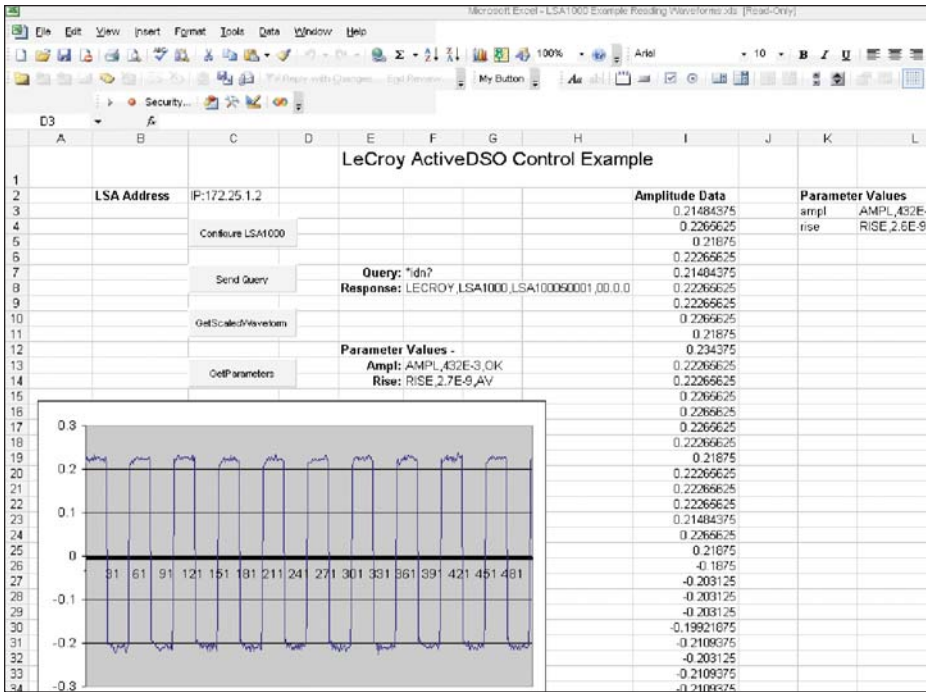 Microsoft Excel - LSA1000 Example Reading Waveforms.xls [Read-Only]
File Edit View Insert Format Tools Data Window Help
100% Arial 10 B I U
Reply with Changes... End Review... My Button
Security...
D3 fx
A B C D E F G H I J K L
1 LeCroy ActiveDSO Control Example
2 LSA Address IP:172.25.1.2 Amplitude Data Parameter Values
3 0.21484375 ampl AMPL,432E-
4 Configure LSA1000 0.2265625 rise RISE,2.6E-9
5 0.21875
6 0.22265625
7 Send Query Query: *idn? 0.21484375
8 Response: LECROY,LSA1000,LSA100050001,00.0.0 0.22265625
9 0.22265625
10 GetScaledWaveform 0.2265625
11 0.21875
12 Parameter Values - 0.234375
13 GetParameters Ampl: AMPL,432E-3,OK 0.22265625
14 Rise: RISE,2.7E-9,AV 0.22265625
15 0.2265625
16 0.2265625
17 0.2265625
18 0.22265625
19 0.21875
20 0.22265625
21 0.22265625
22 0.22265625
23 0.21484375
24 0.2265625
25 0.21875
26 -0.1875
27 -0.203125
28 -0.203125
29 -0.203125
30 -0.19921875
31 -0.2109375
32 -0.203125
33 -0.2109375
34 -0.2109375
0.3
0.2
0.1
0
31 61 91 121 151 181 211 241 271 301 331 361 391 421 451 481
-0.1
-0.2
-0.3